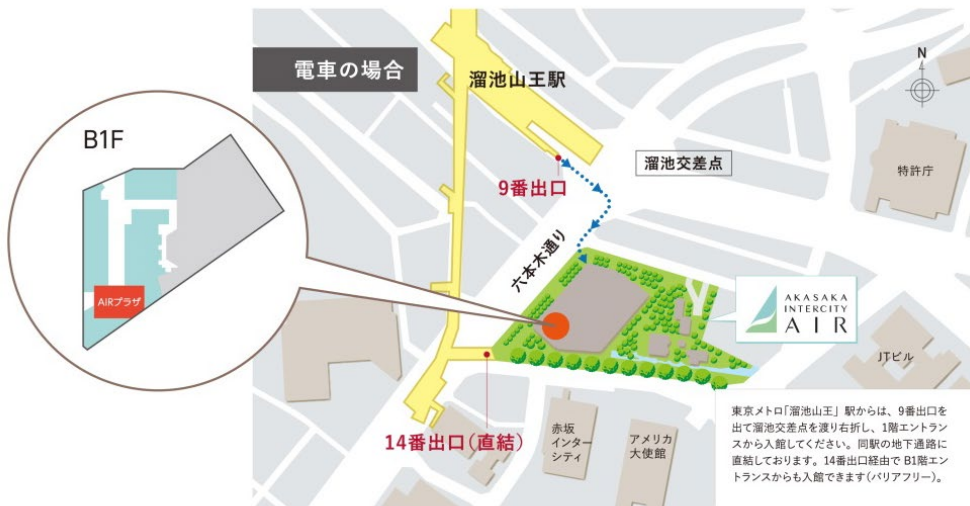 電車の場合
溜池山王駅
N
B1F
溜池交差点
特許庁
9番出口
六本木通り
AIRプラザ
AKASAKA
INTERCITY
AIR
JTビル
14番出口(直結)
赤坂
インター
シティ
アメリカ
大使館
東京メトロ「溜池山王」駅からは、9番出口を
出て溜池交差点を渡り右折し、1階エントラン
スから入館してください。同駅の地下通路に
直結しております。14番出口経由で B1階エン
トランスからも入館できます(バリアフリー)。